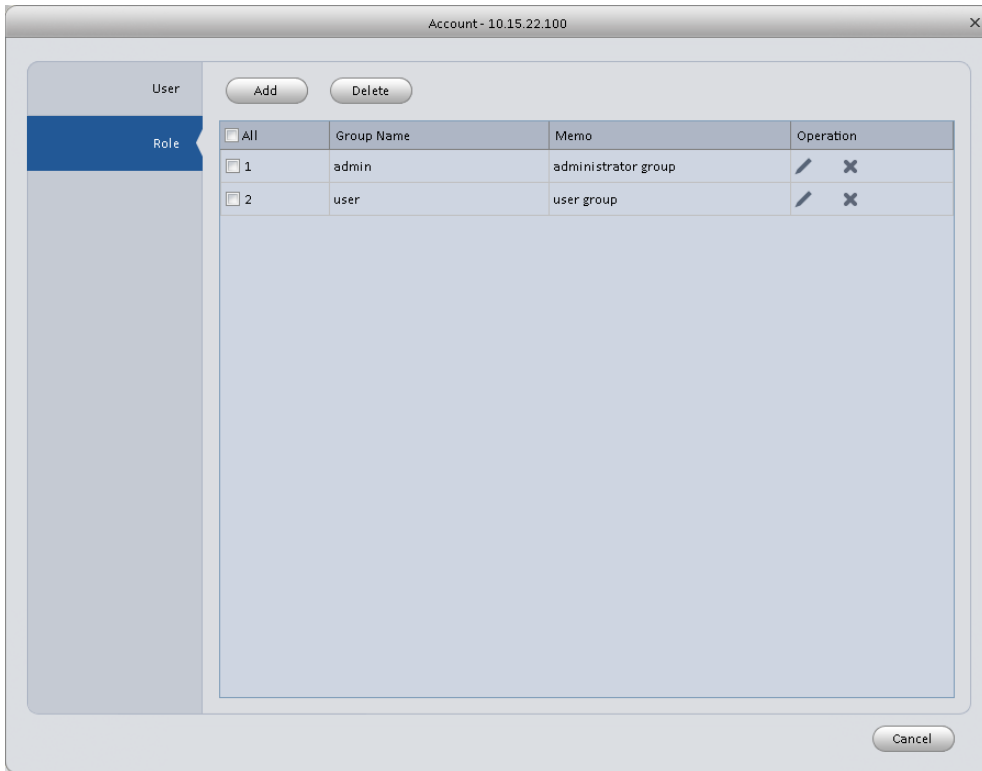 Account - 10.15.22.100
User
Role
Add Delete
All Group Name Memo Operation
1 admin administrator group
2 user user group
Cancel